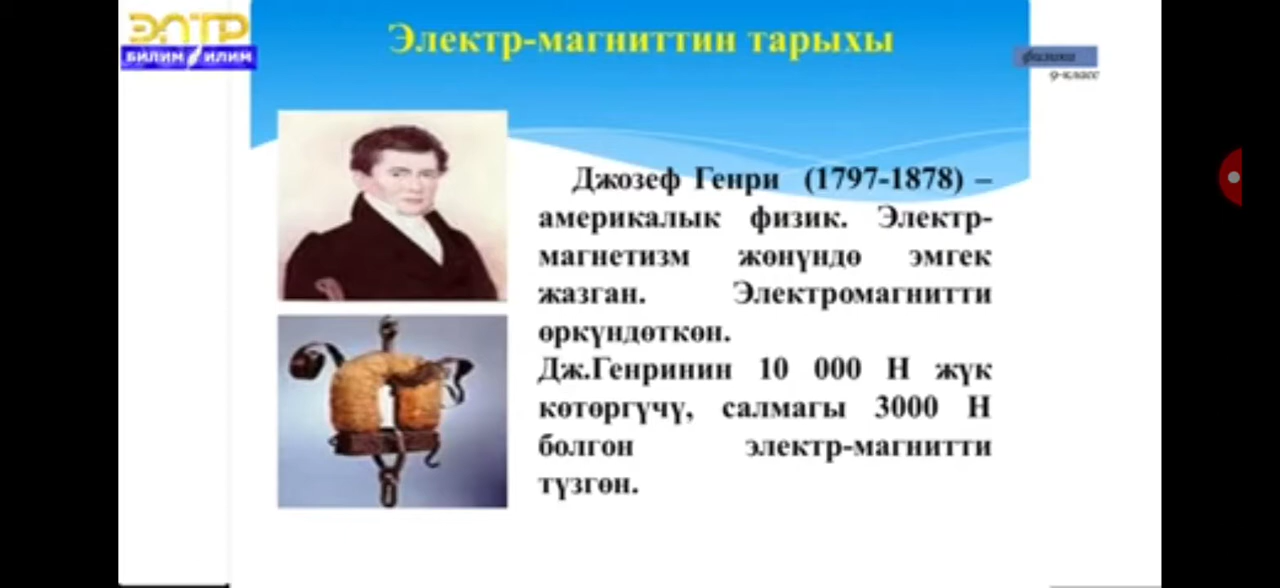 ЭЛТР
БИЛИМ ИЛИМ
Электр-магниттин тарыхы
физика
9-класс
Джозеф Генри (1797-1878) –
америкалык физик. Электр-
магнетизм жөнүндө эмгек
жазган. Электромагнитти
өркүндөткөн.
Дж.Генринин 10 000 Н жүк
көтөргүчү, салмагы 3000 Н
болгон электр-магнитти
түзгөн.